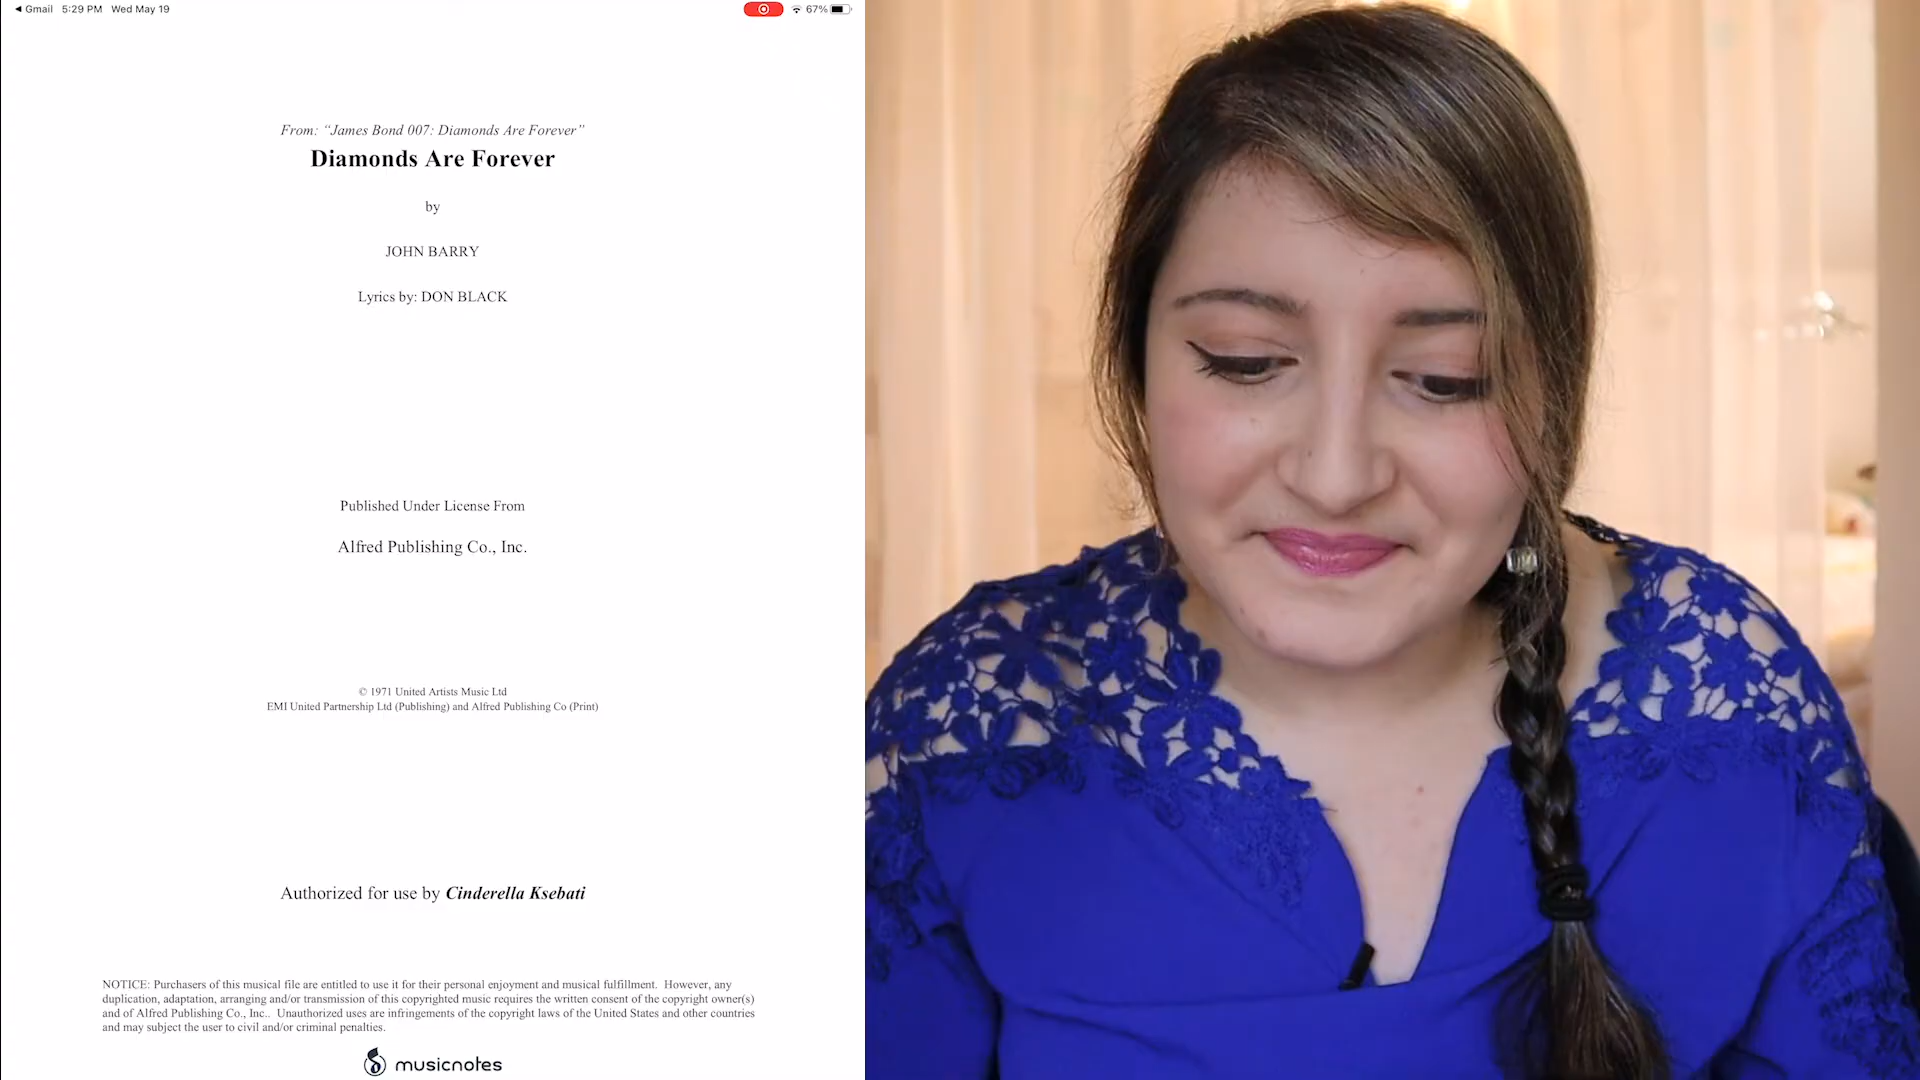 Gmail 5:29 PM Wed May 19 67%
From: “James Bond 007: Diamonds Are Forever”
Diamonds Are Forever
by
JOHN BARRY
Lyrics by: DON BLACK
Published Under License From
Alfred Publishing Co., Inc.
© 1971 United Artists Music Ltd
EMI United Partnership Ltd (Publishing) and Alfred Publishing Co (Print)
Authorized for use by Cinderella Ksebati
NOTICE: Purchasers of this musical file are entitled to use it for their personal enjoyment and musical fulfillment. However, any
duplication, adaptation, arranging and/or transmission of this copyrighted music requires the written consent of the copyright owner(s)
and of Alfred Publishing Co., Inc.. Unauthorized uses are infringements of the copyright laws of the United States and other countries
and may subject the user to civil and/or criminal penalties.
musicnotes